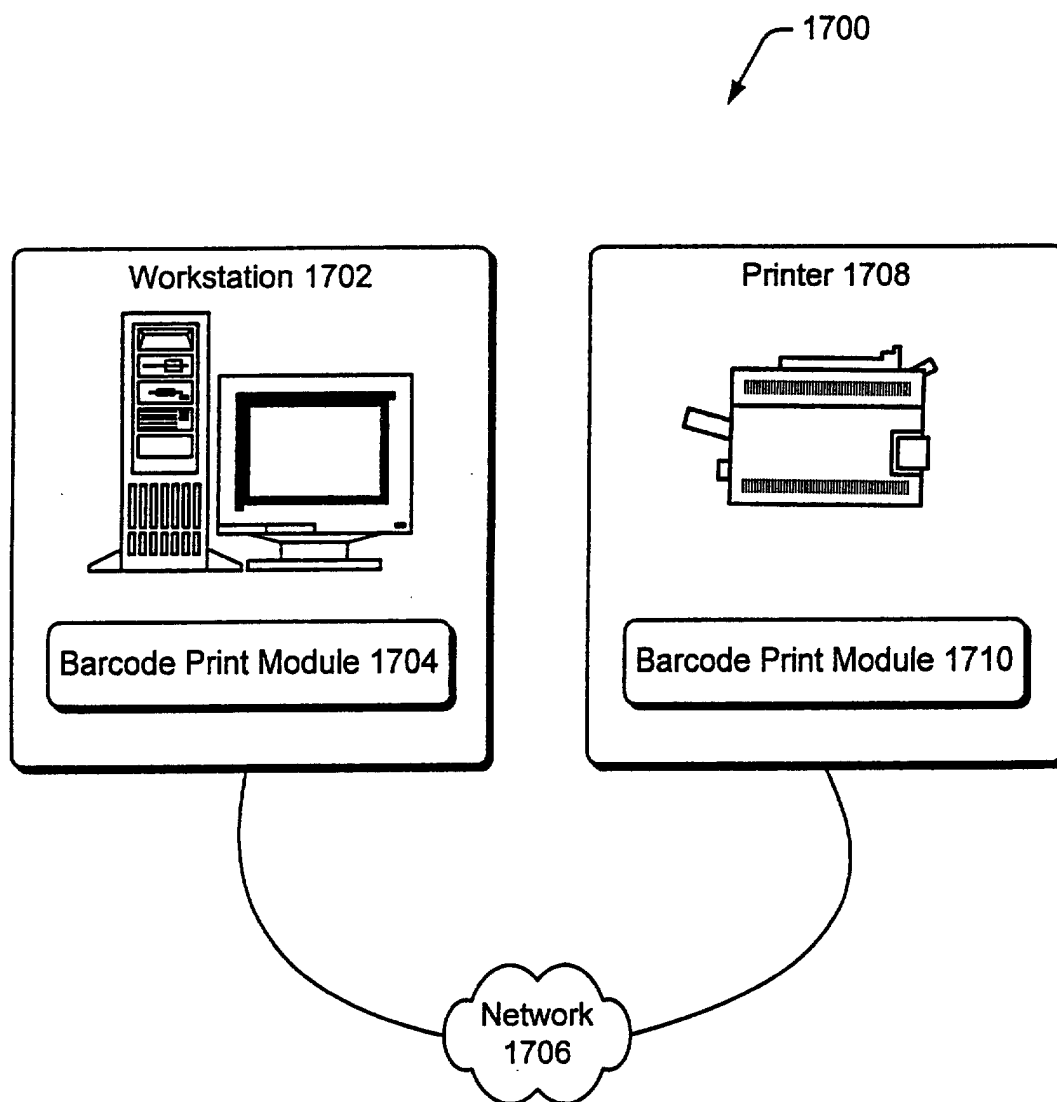 1700
Workstation 1702
Printer 1708
Barcode Print Module 1704
Barcode Print Module 1710
Network
1706